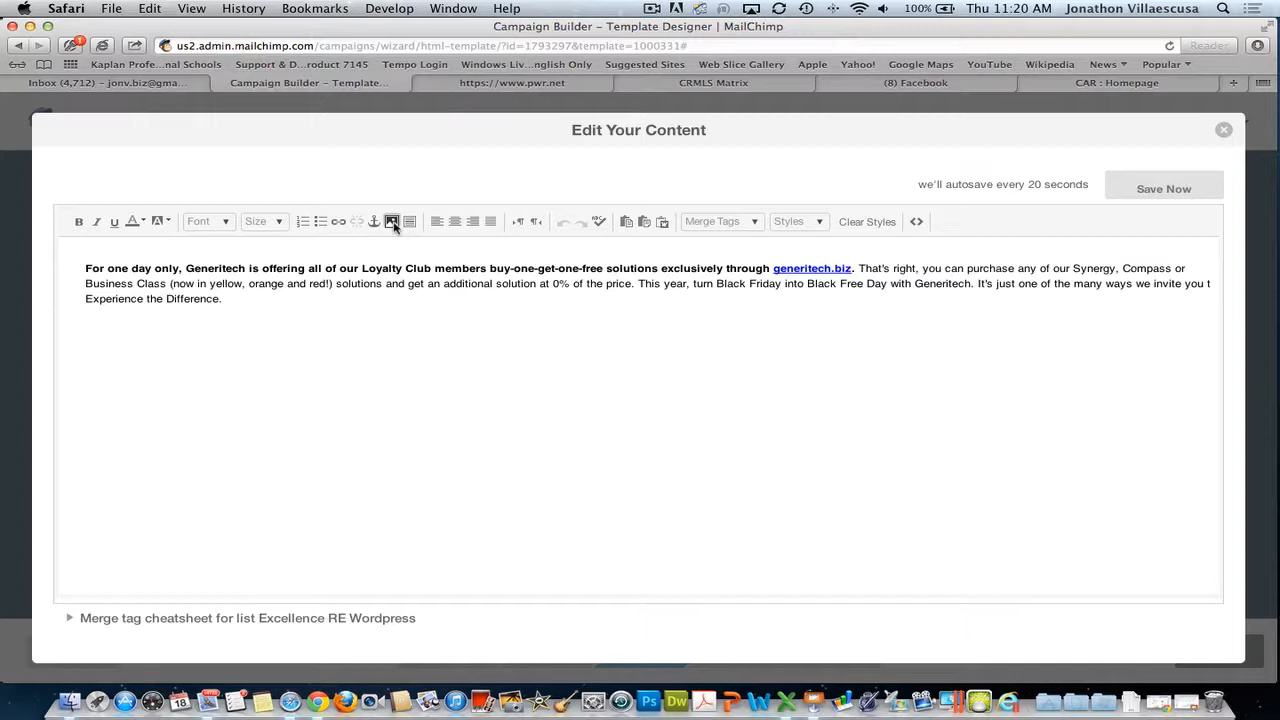 Safari File Edit View History Bookmarks Develop Window Help 100% Thu 11:20 AM Jonathon Villaescusa
Campaign Builder – Template Designer | MailChimp
us2.admin.mailchimp.com/campaigns/wizard/html-template/?id=1793297&template=1000331# Reader
Kaplan Profe...nal Schools Support & D...roduct 7145 Tempo Login Windows Liv...nglish Only Suggested Sites Web Slice Gallery Apple Yahoo! Google Maps YouTube Wikipedia News Popular
Inbox (4,712) – jonv.biz@gma... Campaign Builder – Template... https://www.pwr.net CRMLS Matrix (8) Facebook CAR : Homepage
Edit Your Content
we'll autosave every 20 seconds Save Now
B I U A A Font Size Merge Tags Styles Clear Styles
For one day only, Generitech is offering all of our Loyalty Club members buy-one-get-one-free solutions exclusively through generitech.biz. That's right, you can purchase any of our Synergy, Compass or
Business Class (now in yellow, orange and red!) solutions and get an additional solution at 0% of the price. This year, turn Black Friday into Black Free Day with Generitech. It's just one of the many ways we invite you t
Experience the Difference.
Merge tag cheatsheet for list Excellence RE Wordpress